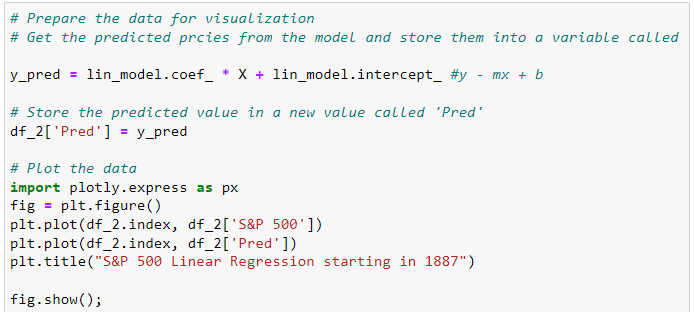 # Prepare the data for visualization
# Get the predicted prcies from the model and store them into a variable called
y_pred = lin_model.coef_ * X + lin_model.intercept_ #y - mx + b
# Store the predicted value in a new value called 'Pred'
df_2['Pred'] = y_pred
# Plot the data
import plotly.express as px
fig = plt.figure()
plt.plot(df_2.index, df_2['S&P 500'])
plt.plot(df_2.index, df_2['Pred'])
plt.title("S&P 500 Linear Regression starting in 1887")
fig.show();